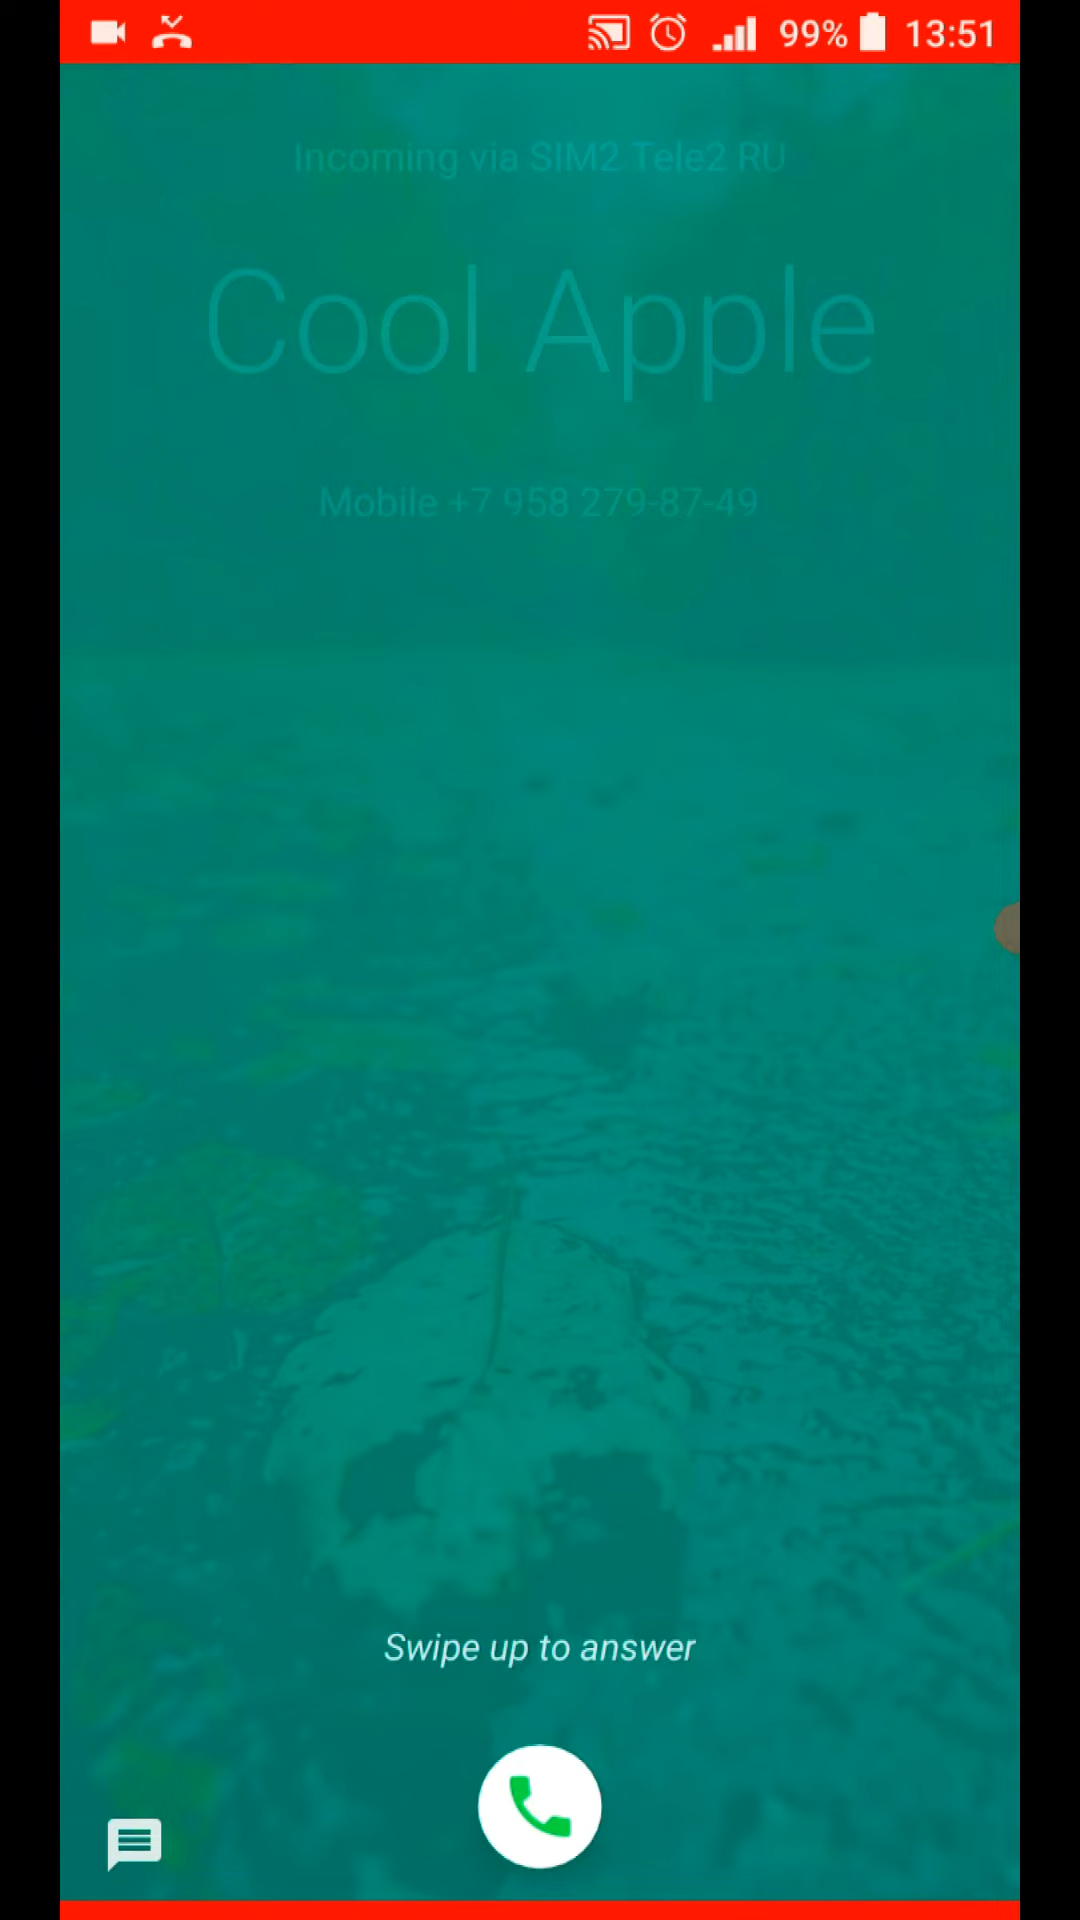 99% 13:51
Incoming via SIM2 Tele2 RU
Cool Apple
Mobile +7 958 279-87-49
Swipe up to answer